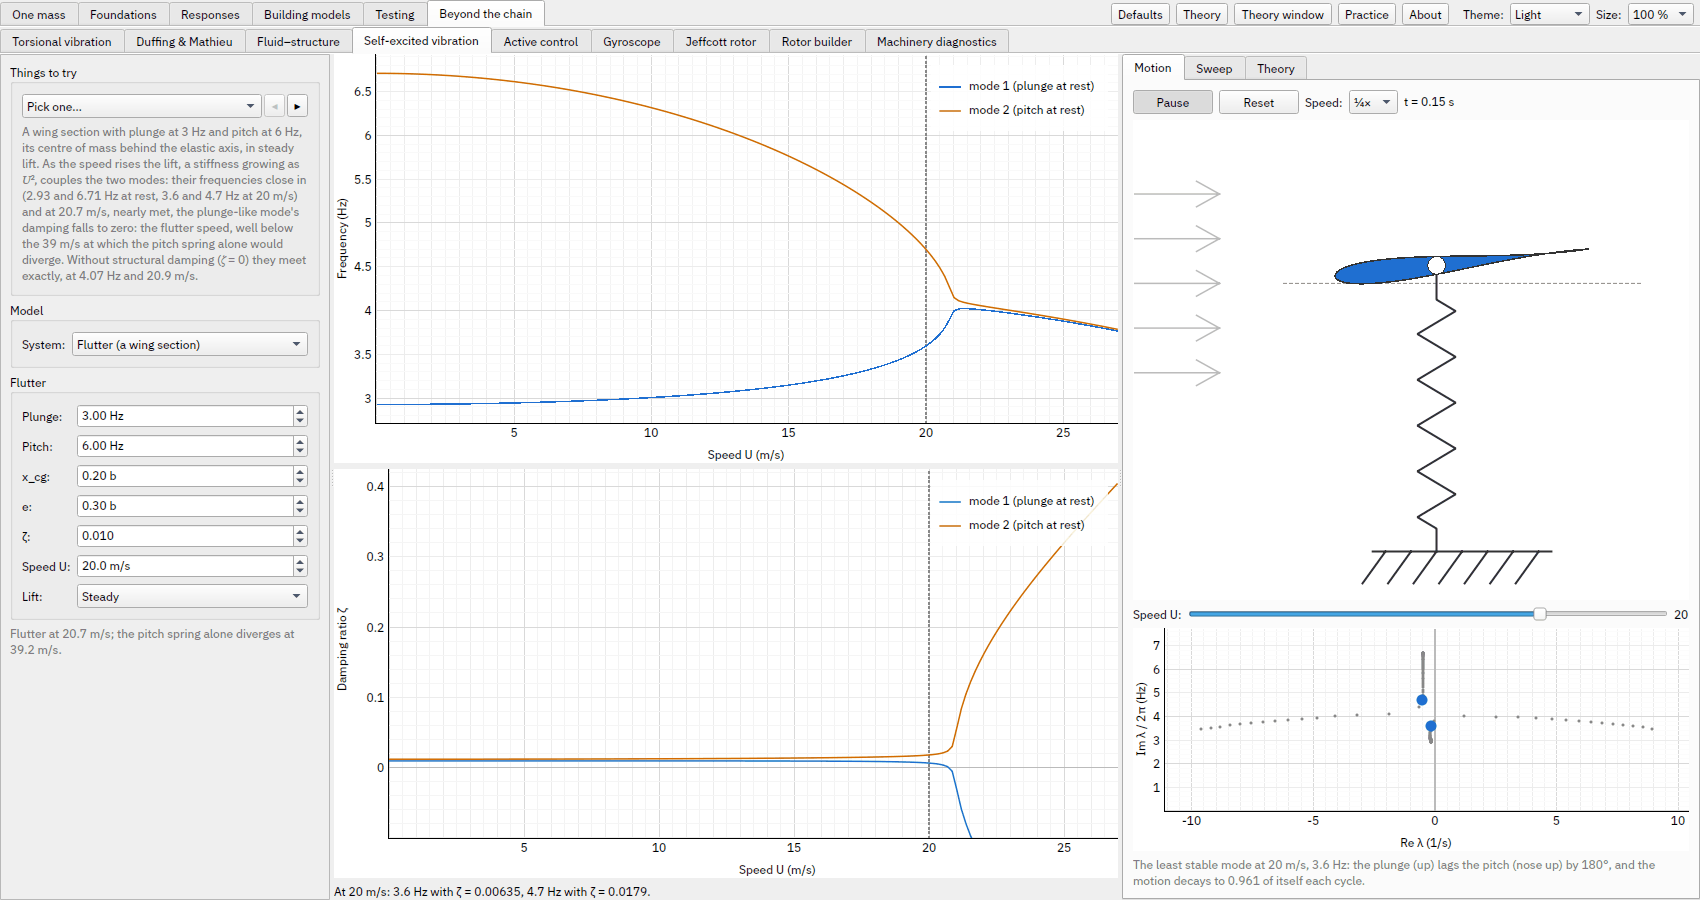 One mass
Foundations
Responses
Building models
Testing
Beyond the chain
Defaults
Theory
Theory window
Practice
About
Theme:
Light
Size:
100 %
Torsional vibration
Duffing & Mathieu
Fluid–structure
Self-excited vibration
Active control
Gyroscope
Jeffcott rotor
Rotor builder
Machinery diagnostics
Things to try
Pick one...
A wing section with plunge at 3 Hz and pitch at 6 Hz,
its centre of mass behind the elastic axis, in steady
lift. As the speed rises the lift, a stiffness growing as
U², couples the two modes: their frequencies close in
(2.93 and 6.71 Hz at rest, 3.6 and 4.7 Hz at 20 m/s)
and at 20.7 m/s, nearly met, the plunge-like mode's
damping falls to zero: the flutter speed, well below
the 39 m/s at which the pitch spring alone would
diverge. Without structural damping (ζ = 0) they meet
exactly, at 4.07 Hz and 20.9 m/s.
Model
System:
Flutter (a wing section)
Flutter
Plunge:
3.00 Hz
Pitch:
6.00 Hz
x_cg:
0.20 b
e:
0.30 b
ζ:
0.010
Speed U:
20.0 m/s
Lift:
Steady
Flutter at 20.7 m/s; the pitch spring alone diverges at
39.2 m/s.
mode 1 (plunge at rest)
mode 2 (pitch at rest)
Frequency (Hz)
6.5
6
5.5
5
4.5
4
3.5
3
5
10
15
20
25
Speed U (m/s)
mode 1 (plunge at rest)
mode 2 (pitch at rest)
Damping ratio ζ
0.4
0.3
0.2
0.1
0
5
10
15
20
25
Speed U (m/s)
At 20 m/s: 3.6 Hz with ζ = 0.00635, 4.7 Hz with ζ = 0.0179.
Motion
Sweep
Theory
Pause
Reset
Speed:
¼×
t = 0.15 s
Speed U:
20
Im λ / 2π (Hz)
7
6
5
4
3
2
1
-10
-5
0
5
10
Re λ (1/s)
The least stable mode at 20 m/s, 3.6 Hz: the plunge (up) lags the pitch (nose up) by 180°, and the
motion decays to 0.961 of itself each cycle.